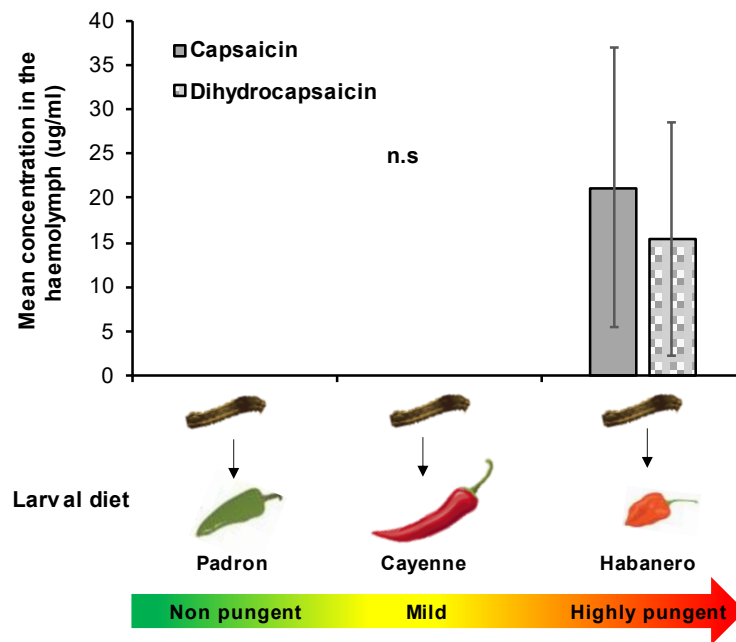 Mean concentration in the
haemolymph (ug/ml)
40
35
30
25
20
15
10
5
0
Capsaicin
Dihydrocapsaicin
n.s
Larval diet
Padron
Cayenne
Habanero
Non pungent
Mild
Highly pungent